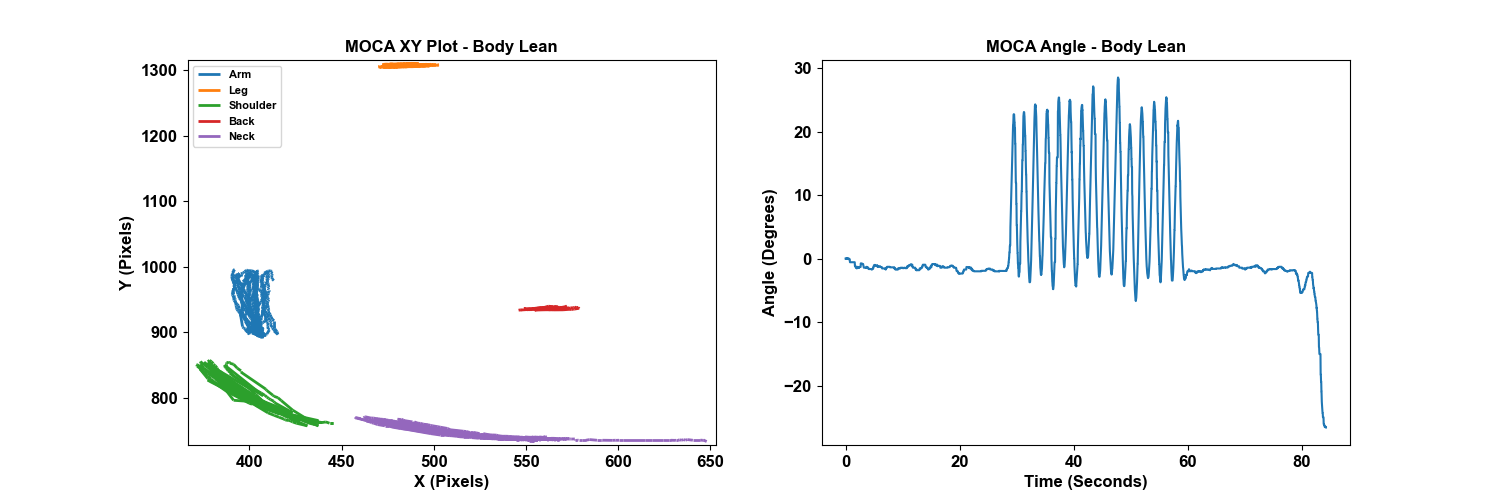 MOCA XY Plot - Body Lean
Arm
Leg
Shoulder
Back
Neck
1300
1200
1100
1000
900
800
Y (Pixels)
400 450 500 550 600 650
X (Pixels)
MOCA Angle - Body Lean
30
20
10
0
−10
−20
Angle (Degrees)
0 20 40 60 80
Time (Seconds)